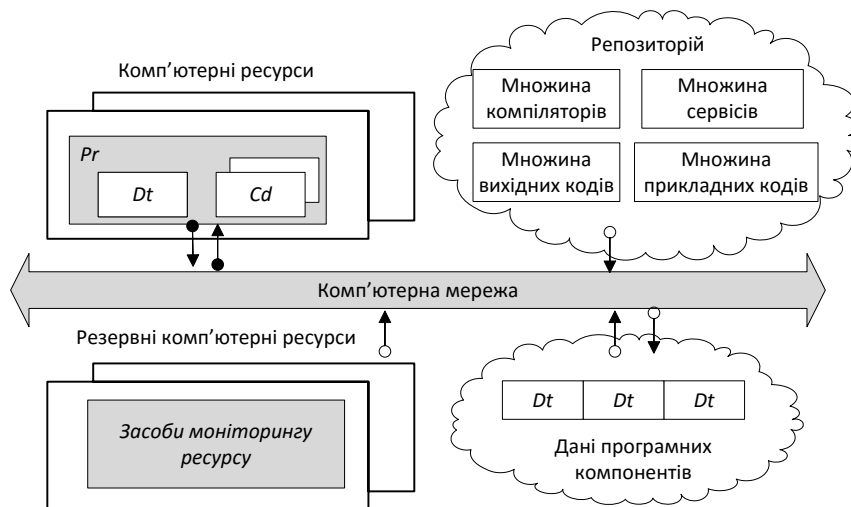 Комп’ютерні ресурси
Pr
Dt
Cd
Репозиторій
Множина
компіляторів
Множина
сервісів
Множина
вихідних кодів
Множина
прикладних кодів
Комп’ютерна мережа
Резервні комп’ютерні ресурси
Засоби моніторингу
ресурсу
Dt
Dt
Dt
Дані програмних
компонентів